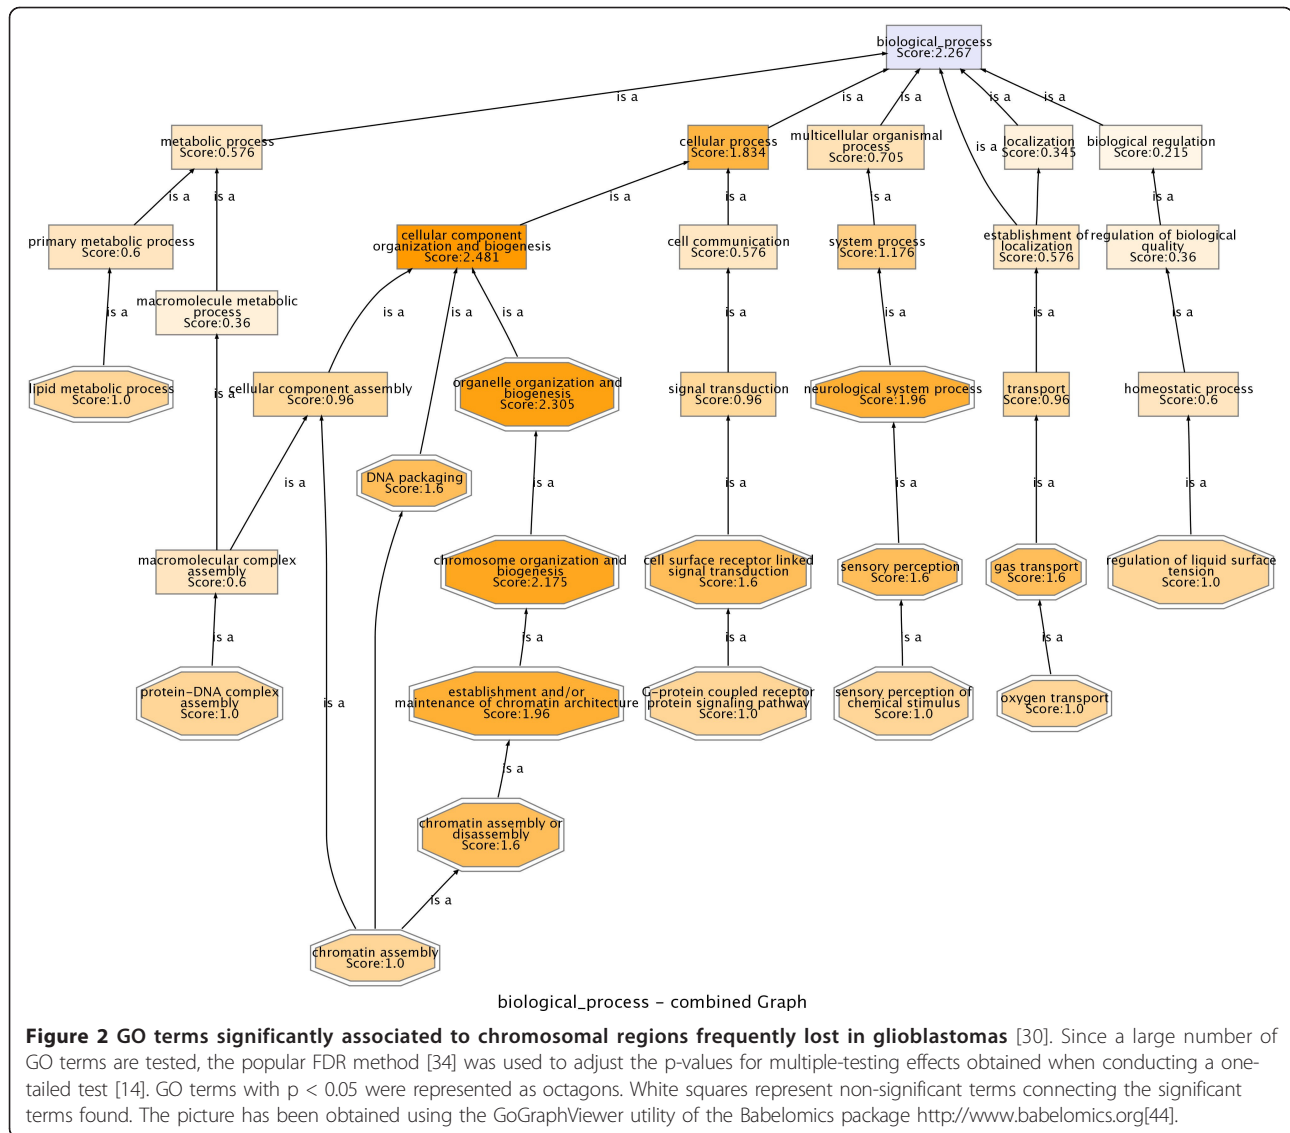 biological_process
Score:2.267
is a
is a
is a
is a
is a
is a
metabolic process
Score:0.576
cellular process
Score:1.834
multicellular organismal
process
Score:0.705
localization
Score:0.345
biological regulation
Score:0.215
is a
is a
is a
is a
is a
primary metabolic process
Score:0.6
cellular component
organization and biogenesis
Score:2.481
cell communication
Score:0.576
system process
Score:1.176
establishment of
localization
Score:0.576
regulation of biological
quality
Score:0.36
macromolecule metabolic
process
Score:0.36
is a
is a
is a
is a
is a
is a
is a
is a
lipid metabolic process
Score:1.0
is a
cellular component assembly
Score:0.96
organelle organization and
biogenesis
Score:2.305
signal transduction
Score:0.96
neurological system process
Score:1.96
transport
Score:0.96
homeostatic process
Score:0.6
is a
DNA packaging
Score:1.6
is a
is a
is a
is a
is a
macromolecular complex
assembly
Score:0.6
chromosome organization and
biogenesis
Score:2.175
cell surface receptor linked
signal transduction
Score:1.6
sensory perception
Score:1.6
gas transport
Score:1.6
regulation of liquid surface
tension
Score:1.0
is a
is a
is a
s a
is a
protein-DNA complex
assembly
Score:1.0
is a
establishment and/or
maintenance of chromatin architecture
Score:1.96
G-protein coupled receptor
protein signaling pathway
Score:1.0
sensory perception of
chemical stimulus
Score:1.0
oxygen transport
Score:1.0
is a
chromatin assembly or
disassembly
Score:1.6
is a
chromatin assembly
Score:1.0
biological_process - combined Graph
Figure 2 GO terms significantly associated to chromosomal regions frequently lost in glioblastomas [30]. Since a large number of
GO terms are tested, the popular FDR method [34] was used to adjust the p-values for multiple-testing effects obtained when conducting a one-
tailed test [14]. GO terms with p < 0.05 were represented as octagons. White squares represent non-significant terms connecting the significant
terms found. The picture has been obtained using the GoGraphViewer utility of the Babelomics package http://www.babelomics.org[44].